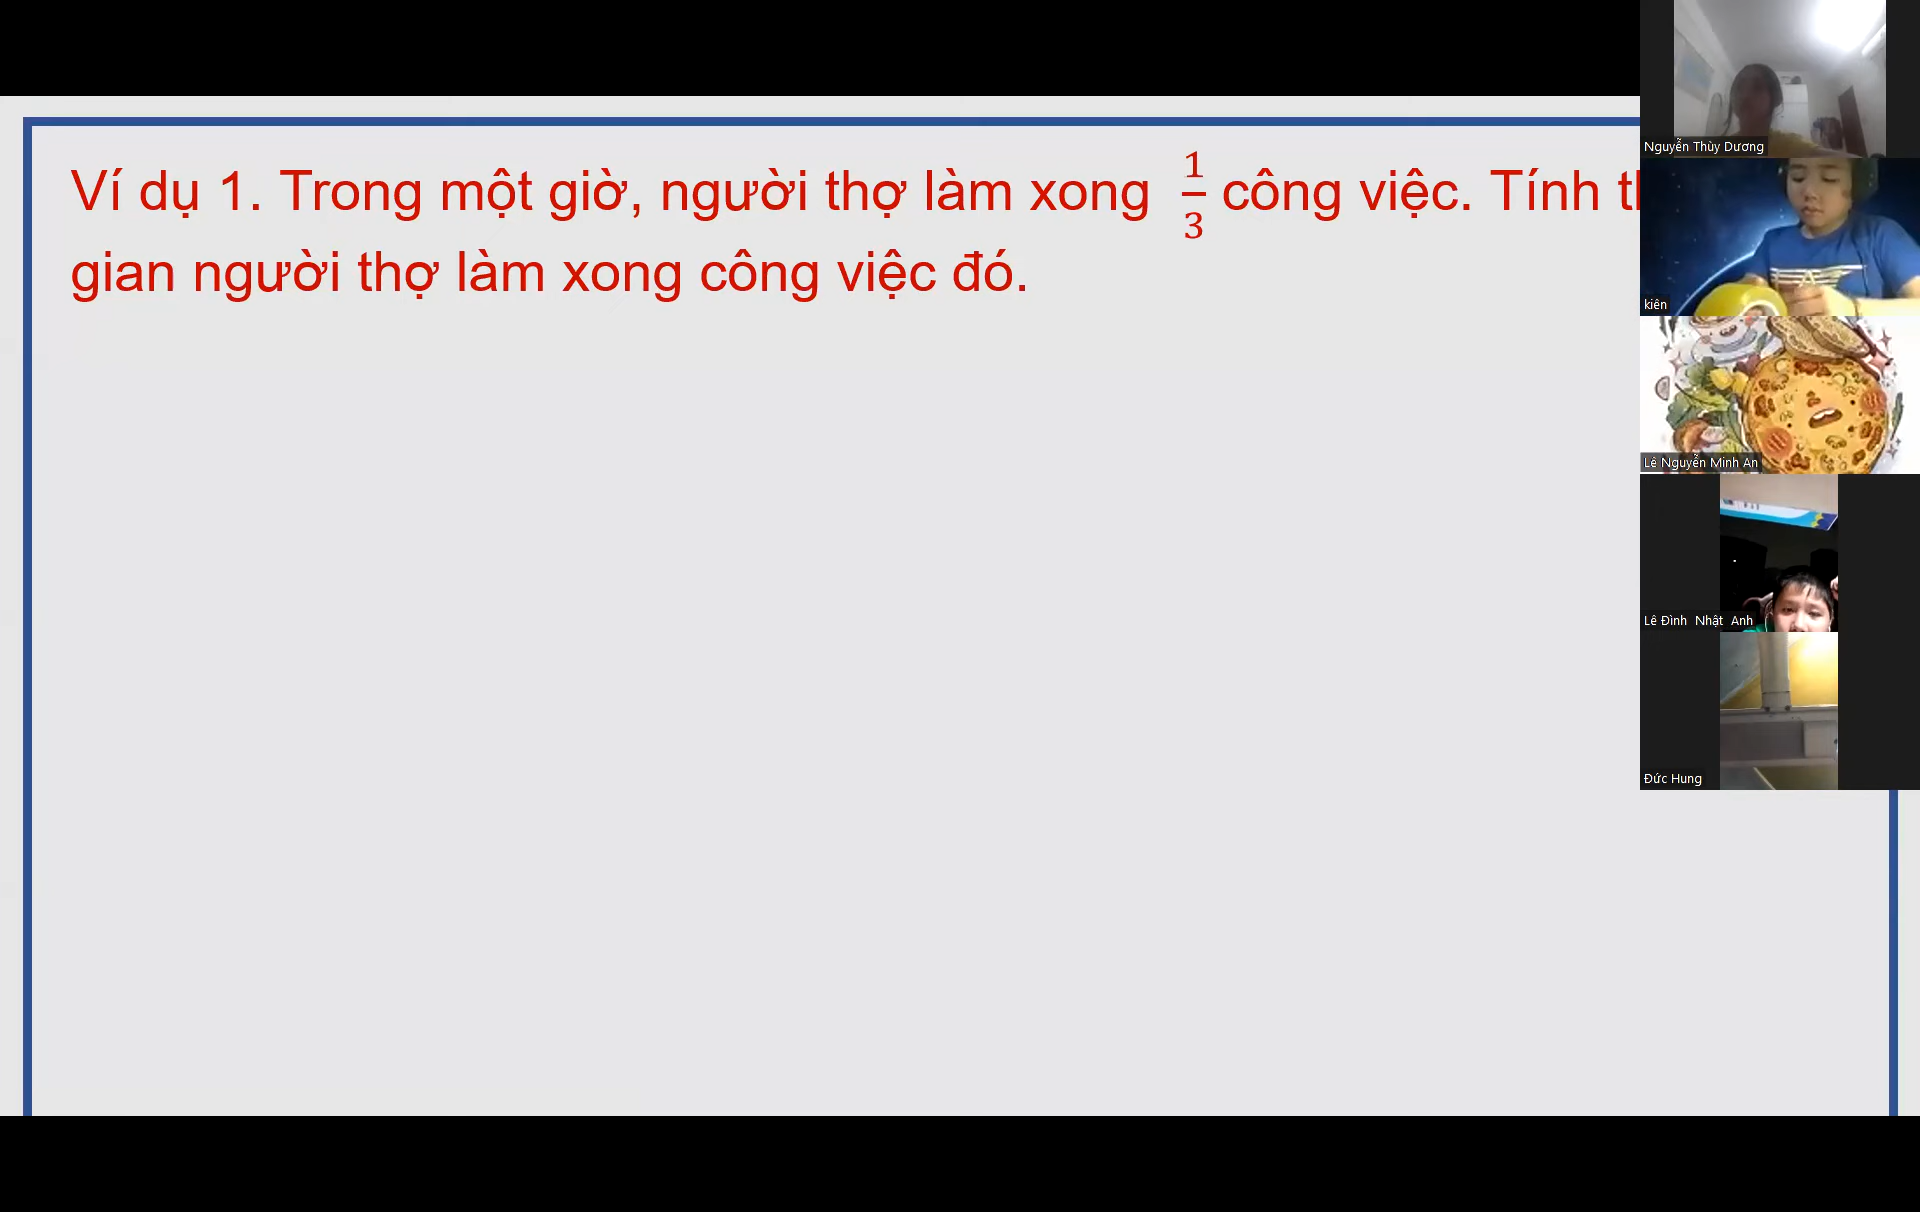 Ví dụ 1. Trong một giờ, người thợ làm xong 1/3 công việc. Tính
gian người thợ làm xong công việc đó.
Nguyễn Thùy Dương
kiên
Lê Nguyễn Minh An
Lê Đình Nhật Anh
Đức Hung